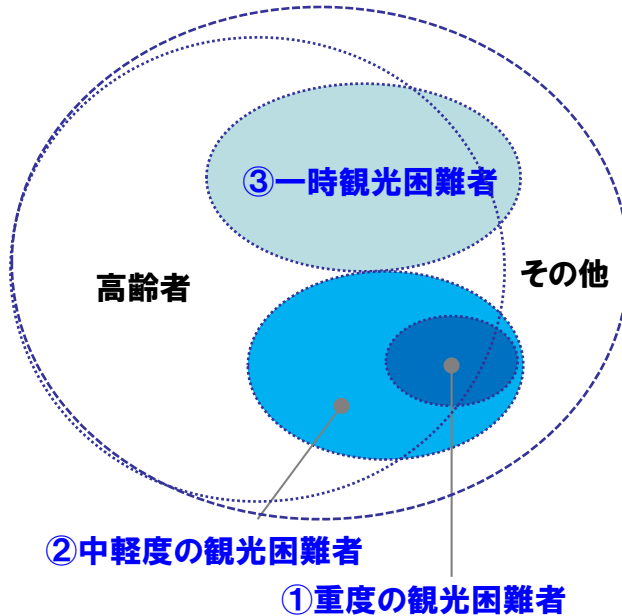 ③一時観光困難者
高齢者
その他
②中軽度の観光困難者
①重度の観光困難者